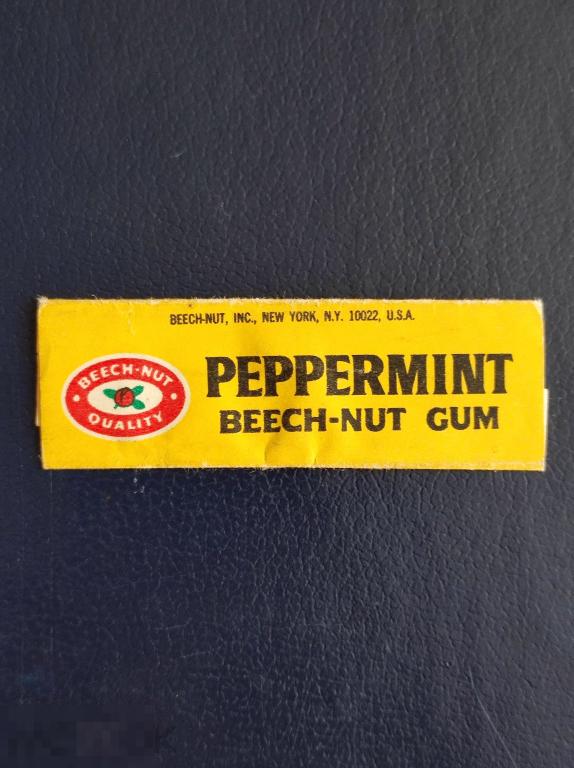 BEECH-NUT, INC., NEW YORK, N.Y. 10022, U.S.A.
BEECH-NUT
QUALITY
PEPPERMINT
BEECH-NUT GUM